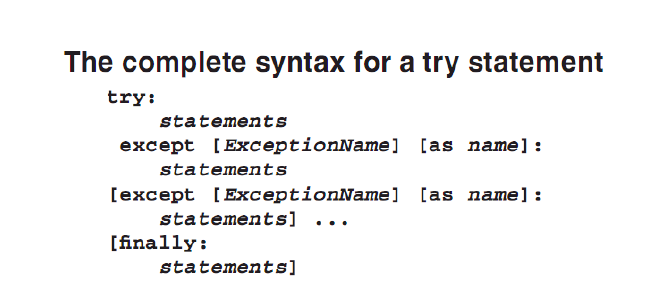 The complete syntax for a try statement
try:
statements
except [ExceptionName] [as name]:
statements
[except [ExceptionName] [as name]:
statements] ...
[finally:
statements]